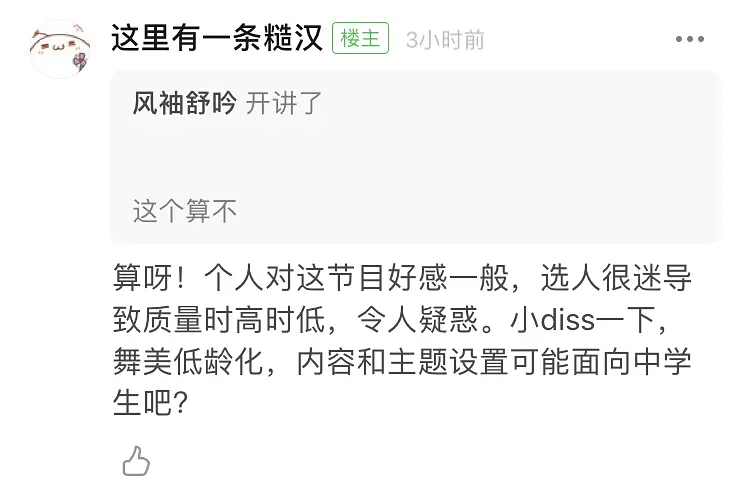 这里有一条糙汉 楼主 3小时前
风袖舒吟 开讲了
这个算不
算呀！个人对这节目好感一般，选人很迷导
致质量时高时低，令人疑惑。小diss一下，
舞美低龄化，内容和主题设置可能面向中学
生吧？